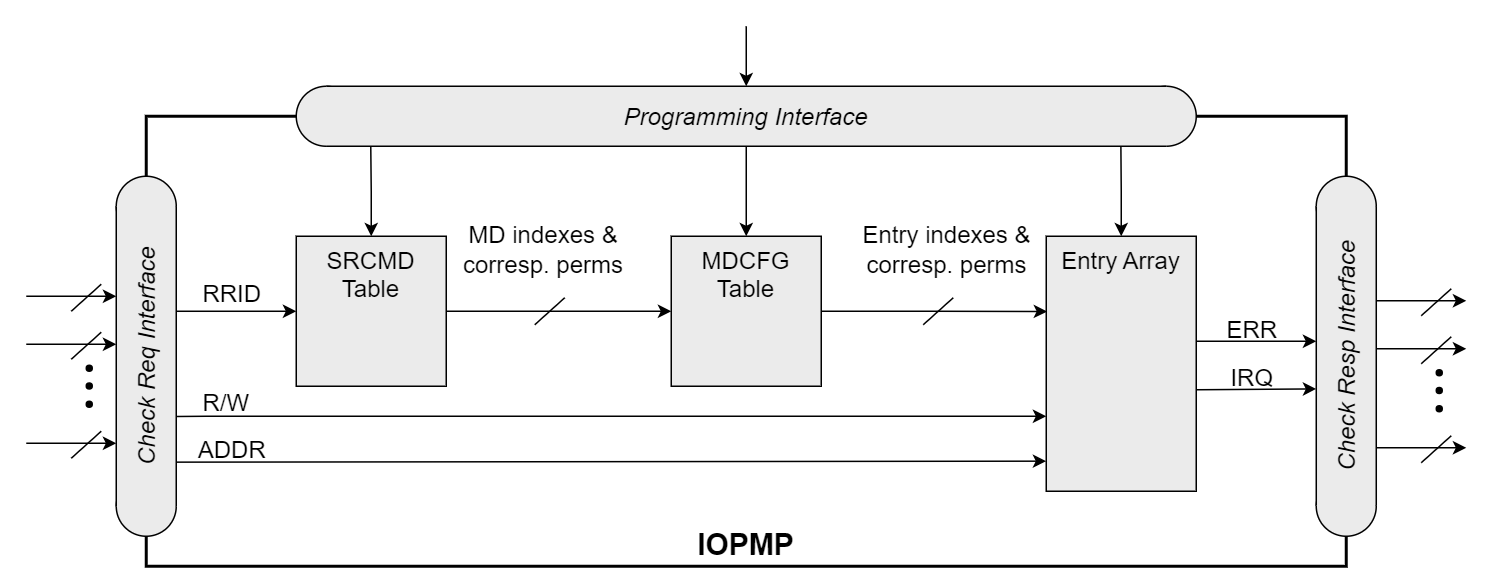 Programming Interface
Check Req Interface
RRID
SRCMD
Table
MD indexes &
corresp. perms
MDCFG
Table
Entry indexes &
corresp. perms
Entry Array
ERR
IRQ
R/W
ADDR
Check Resp Interface
IOPMP